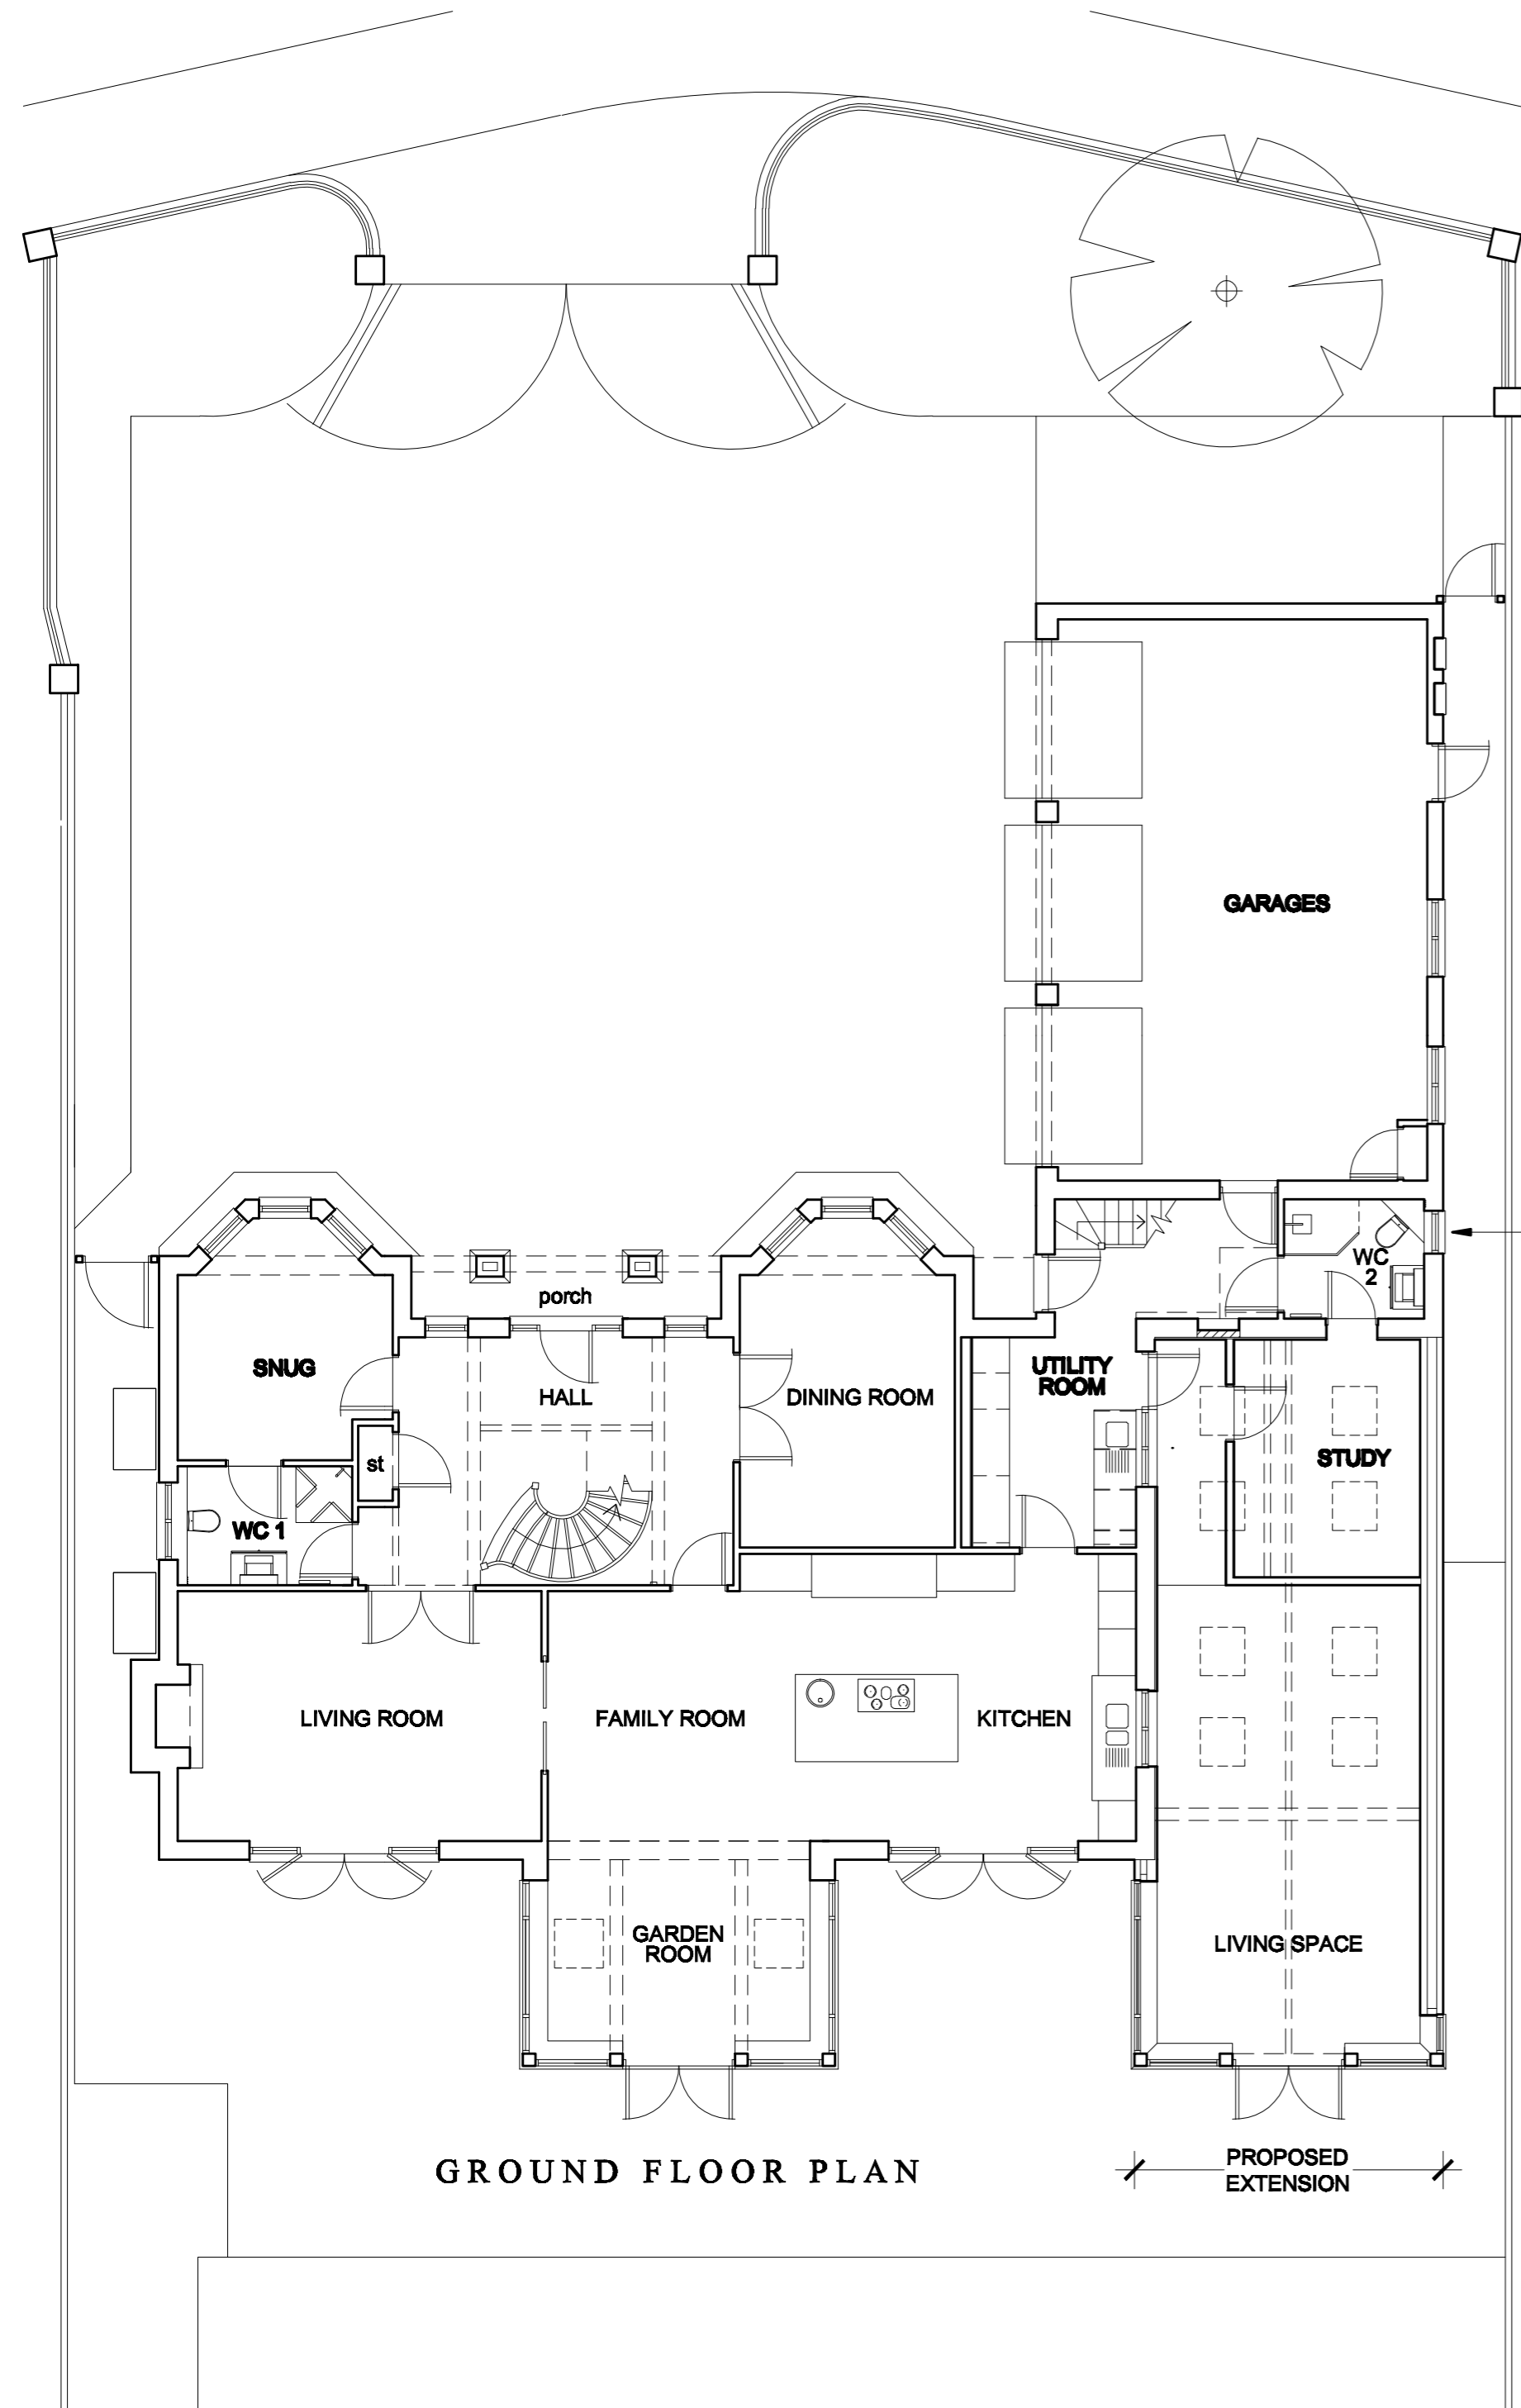 GARAGES
WC
2
porch
SNUG
HALL
DINING ROOM
UTILITY
ROOM
st
STUDY
WC 1
LIVING ROOM
FAMILY ROOM
KITCHEN
GARDEN
ROOM
LIVING SPACE
GROUND FLOOR PLAN
PROPOSED
EXTENSION